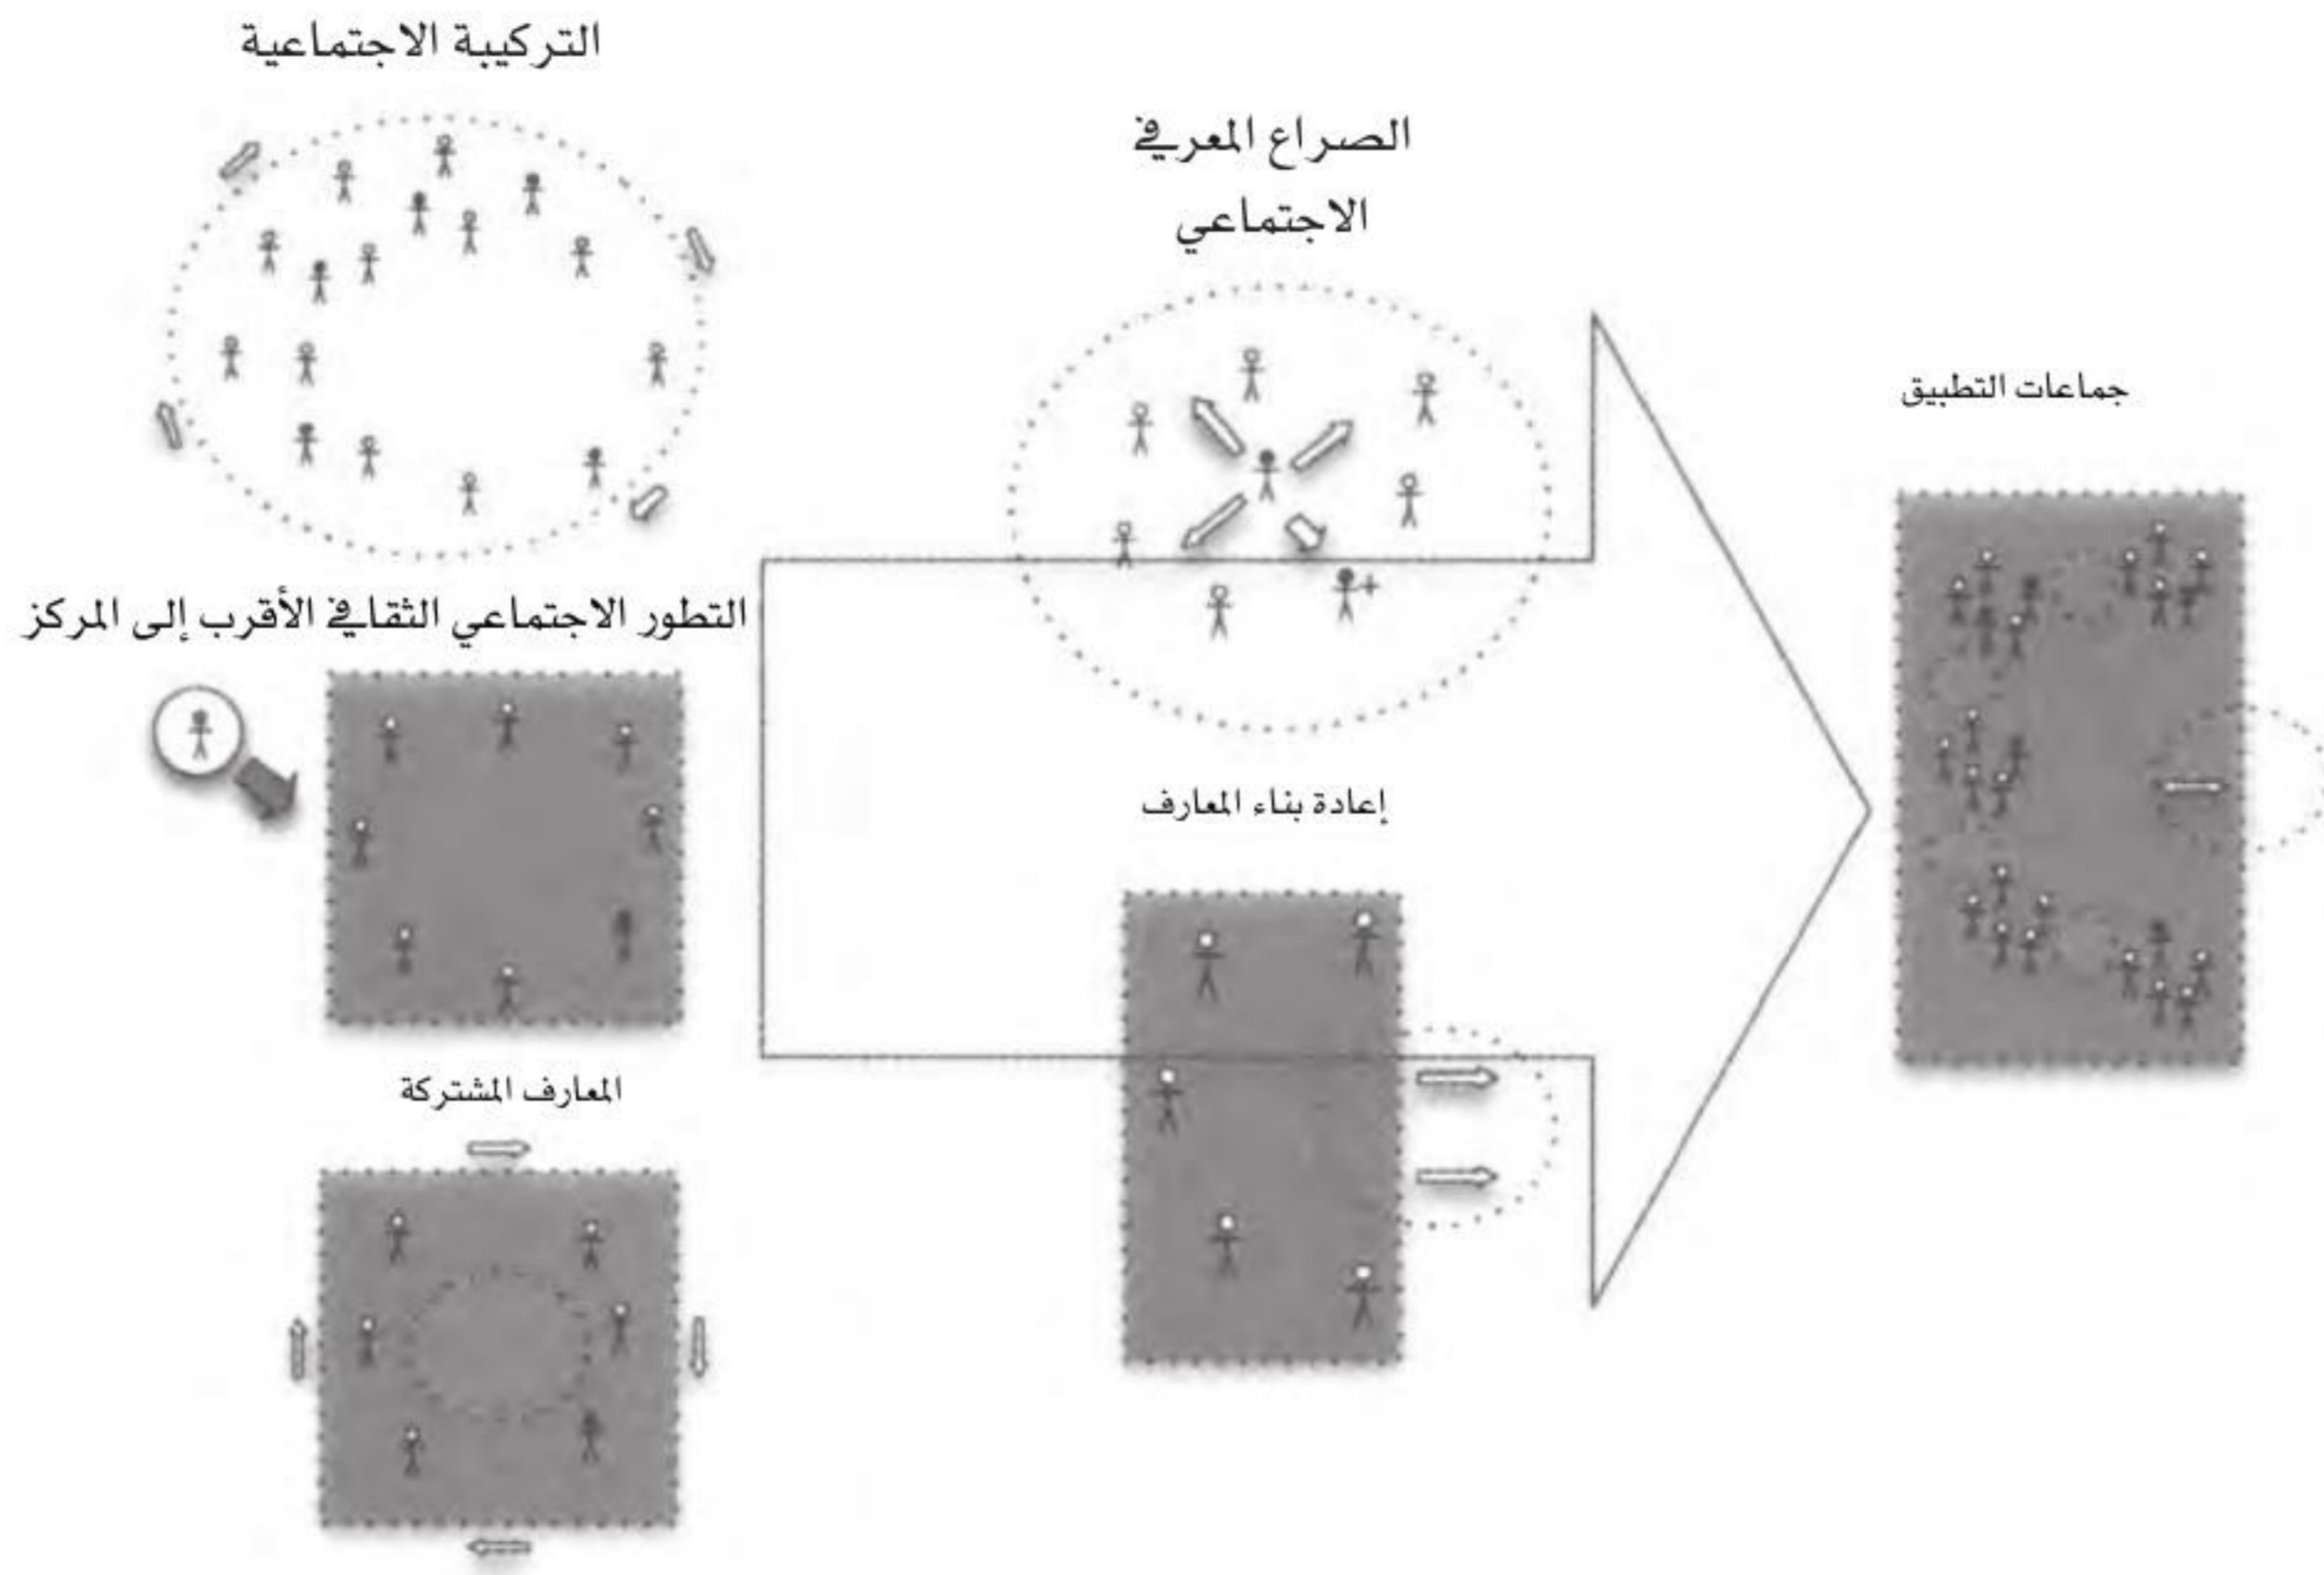 التركيبة الاجتماعية
الصراع المعرفي
الاجتماعي
جماعات التطبيق
التطور الاجتماعي الثقافي الأقرب إلى المركز
إعادة بناء المعارف
المعارف المشتركة